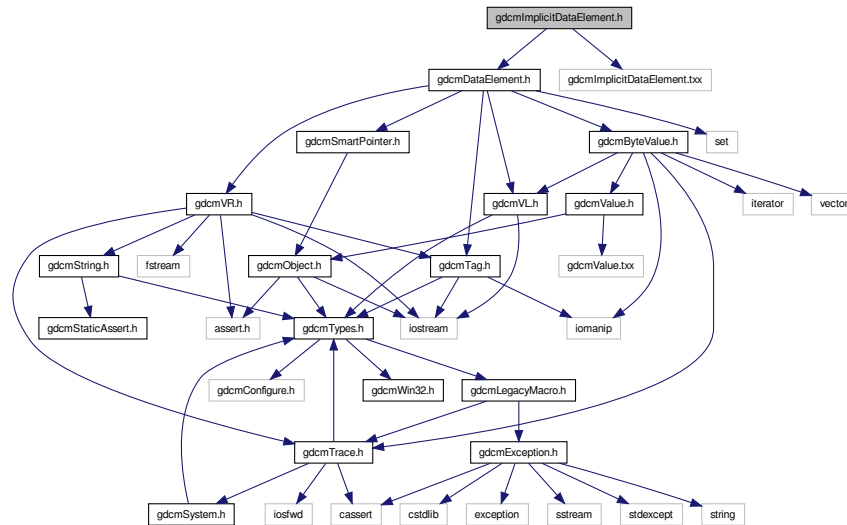 gdcmImplicitDataElement.h
gdcmDataElement.h
gdcmImplicitDataElement.txx
gdcmSmartPointer.h
gdcmByteValue.h
set
gdcmVR.h
gdcmVL.h
gdcmValue.h
iterator
vector
gdcmString.h
fstream
gdcmObject.h
gdcmTag.h
gdcmValue.txx
gdcmStaticAssert.h
assert.h
gdcmTypes.h
iostream
iomanip
gdcmConfigure.h
gdcmWin32.h
gdcmLegacyMacro.h
gdcmTrace.h
gdcmException.h
gdcmSystem.h
iosfwd
cassert
cstdlib
exception
sstream
stdexcept
string